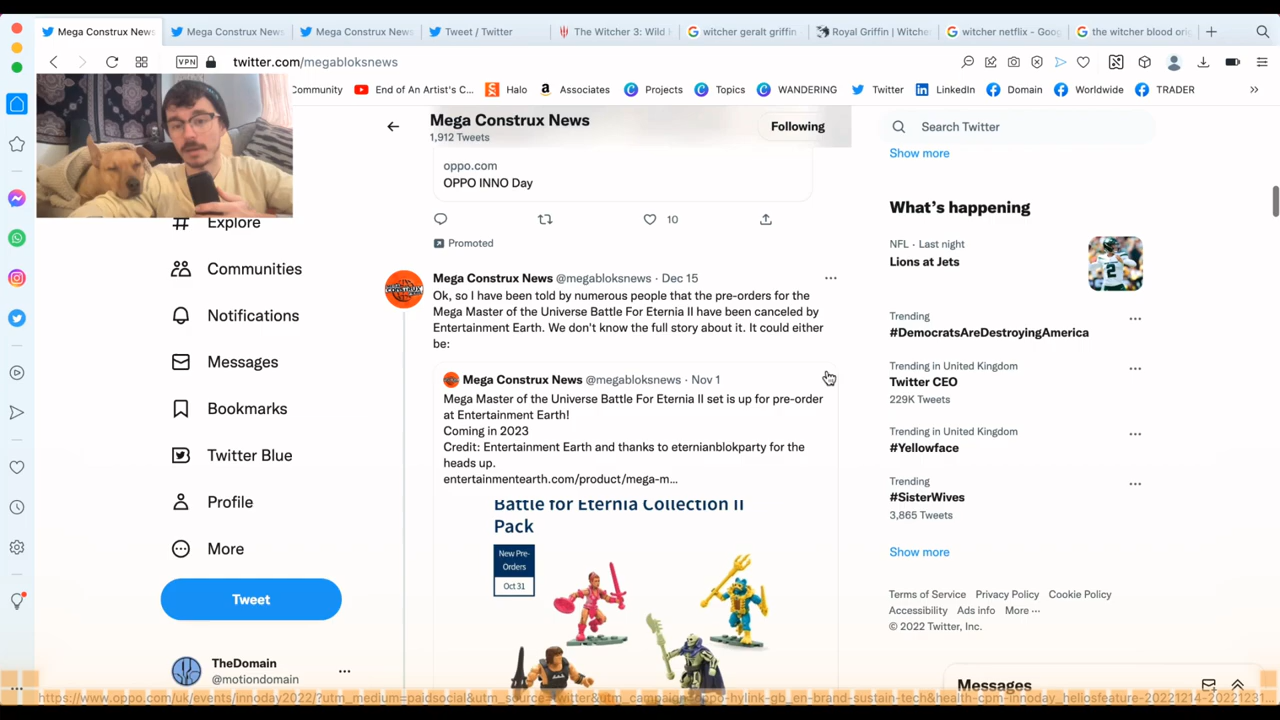 Mega Construx News
Mega Construx News
Mega Construx News
Tweet / Twitter
The Witcher 3: Wild
witcher geralt griffin
Royal Griffin | Witche
witcher netflix - Goo
the witcher blood ori
VPN
twitter.com/megabloksnews
Community
End of An Artist's C...
Halo
Associates
Projects
Topics
WANDERING
Twitter
LinkedIn
Domain
Worldwide
TRADER
Mega Construx News
1,912 Tweets
Following
Explore
Communities
Notifications
Messages
Bookmarks
Twitter Blue
Profile
More
Tweet
TheDomain
@motiondomain
oppo.com
OPPO INNO Day
10
Promoted
Mega Construx News @megabloksnews · Dec 15
Ok, so I have been told by numerous people that the pre-orders for the
Mega Master of the Universe Battle For Eternia II have been canceled by
Entertainment Earth. We don't know the full story about it. It could either
be:
Mega Construx News @megabloksnews · Nov 1
Mega Master of the Universe Battle For Eternia II set is up for pre-order
at Entertainment Earth!
Coming in 2023
Credit: Entertainment Earth and thanks to eternianblokparty for the
heads up.
entertainmentearth.com/product/mega-m...
Battle for Eternia Collection II
Pack
New Pre-
Orders
Oct 31
Search Twitter
Show more
What's happening
NFL · Last night
Lions at Jets
Trending
#DemocratsAreDestroyingAmerica
Trending in United Kingdom
Twitter CEO
229K Tweets
Trending in United Kingdom
#Yellowface
Trending
#SisterWives
3,865 Tweets
Show more
Terms of Service Privacy Policy Cookie Policy
Accessibility Ads info More ···
© 2022 Twitter, Inc.
Messages